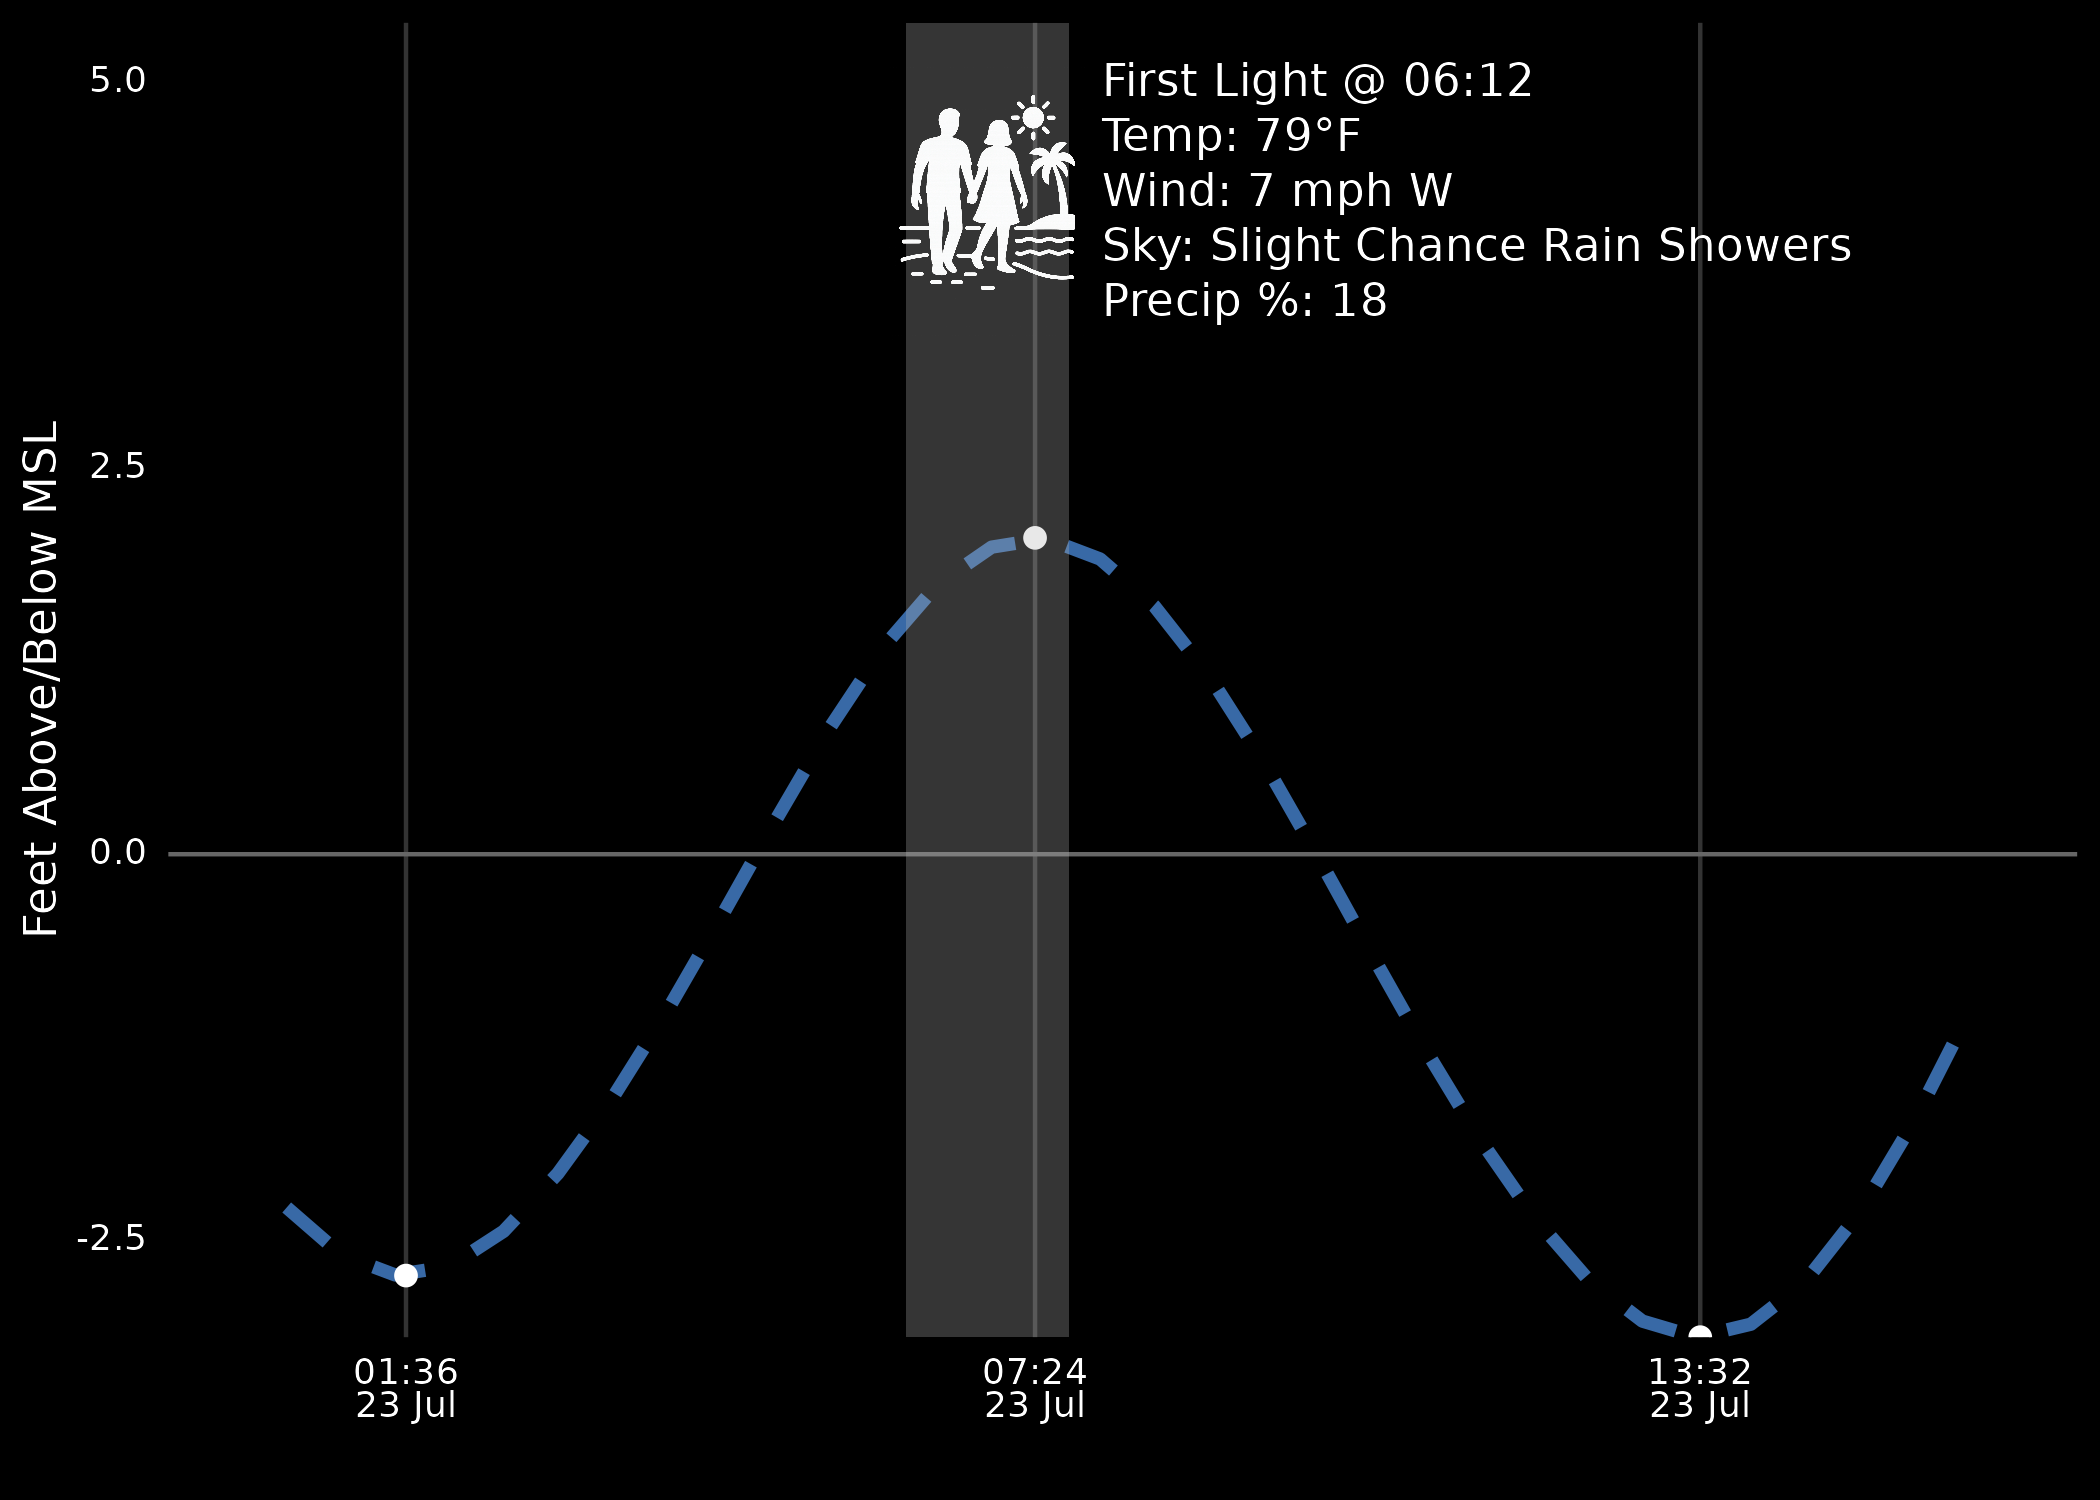 5.0
2.5
0.0
-2.5
Feet Above/Below MSL
First Light @ 06:12
Temp: 79°F
Wind: 7 mph W
Sky: Slight Chance Rain Showers
Precip %: 18
01:36
23 Jul
07:24
23 Jul
13:32
23 Jul